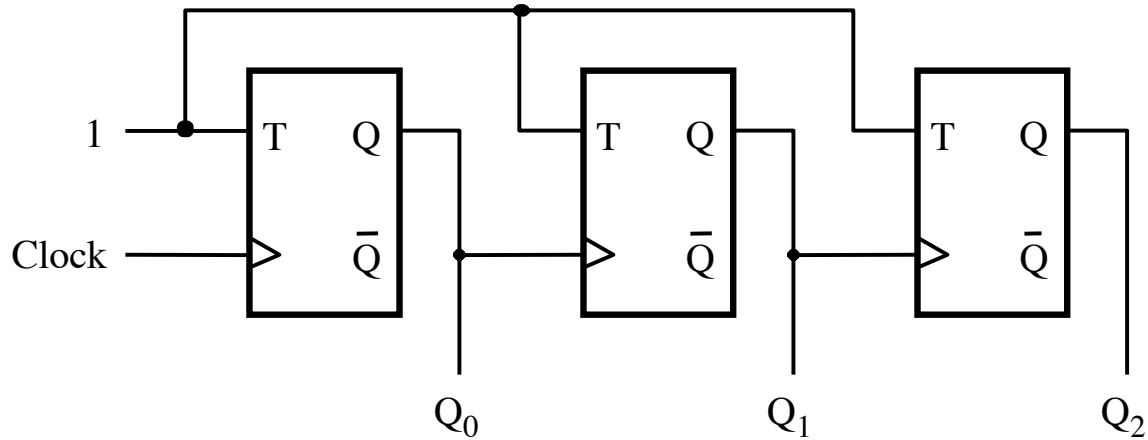 1 T Q T Q T Q
Clock Q̅ Q̅ Q̅
Q₀ Q₁ Q₂